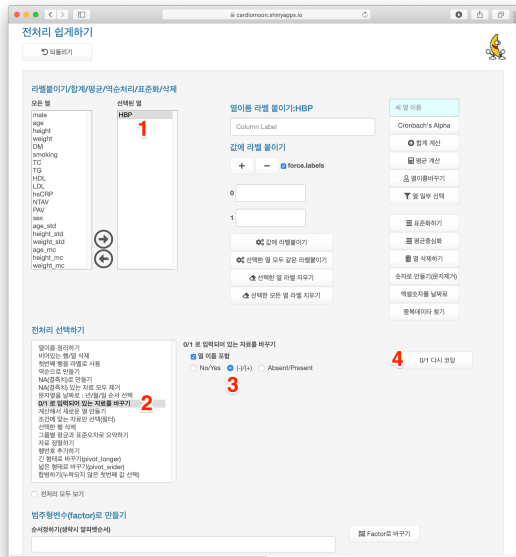 cardiomoon.shinyapps.io
전처리 쉽게하기
되돌리기
라벨붙이기/합계/평균/역순처리/표준화/삭제
모든 열
선택된 열
male
age
height
weight
DM
smoking
TC
TG
HDL
LDL
hsCRP
NTAV
PAV
sex
age_std
height_std
weight_std
age_mc
height_mc
weight_mc
HBP
1
열이름 라벨 붙이기:HBP
Column Label
값에 라벨 붙이기
+
−
force.labels
0
1
값에 라벨붙이기
선택한 열 모두 같은 라벨붙이기
선택한 열 라벨 지우기
선택한 모든 열 라벨 지우기
새 열 이름
Cronbach's Alpha
합계 계산
평균 계산
열이름바꾸기
열 일부 선택
표준화하기
평균중심화
열 삭제하기
숫자로 만들기(문자제거)
엑셀숫자를 날짜로
중복데이타 찾기
전처리 선택하기
열이름 정리하기
비어있는 행/열 삭제
첫번째 행을 라벨로 사용
역순으로 만들기
NA(결측치)로 만들기
NA(결측치) 있는 자료 모두 제거
문자열을 날짜로 : 년/월/일 순서 선택
0/1 로 입력되어 있는 자료를 바꾸기
계산해서 새로운 열 만들기
조건에 맞는 자료만 선택(필터)
선택한 행 삭제
그룹별 평균과 표준오차로 요약하기
자료 정렬하기
행번호 추가하기
긴 형태로 바꾸기(pivot_longer)
넓은 형태로 바꾸기(pivot_wider)
합병하기(누락되지 않은 첫번째 값 선택)
2
0/1 로 입력되어 있는 자료를 바꾸기
열 이름 포함
No/Yes
(-)/(+)
Absent/Present
3
4
0/1 다시 코딩
전처리 모두 보기
범주형변수(factor)로 만들기
순서정하기(생략시 알파벳순서)
Factor로 바꾸기